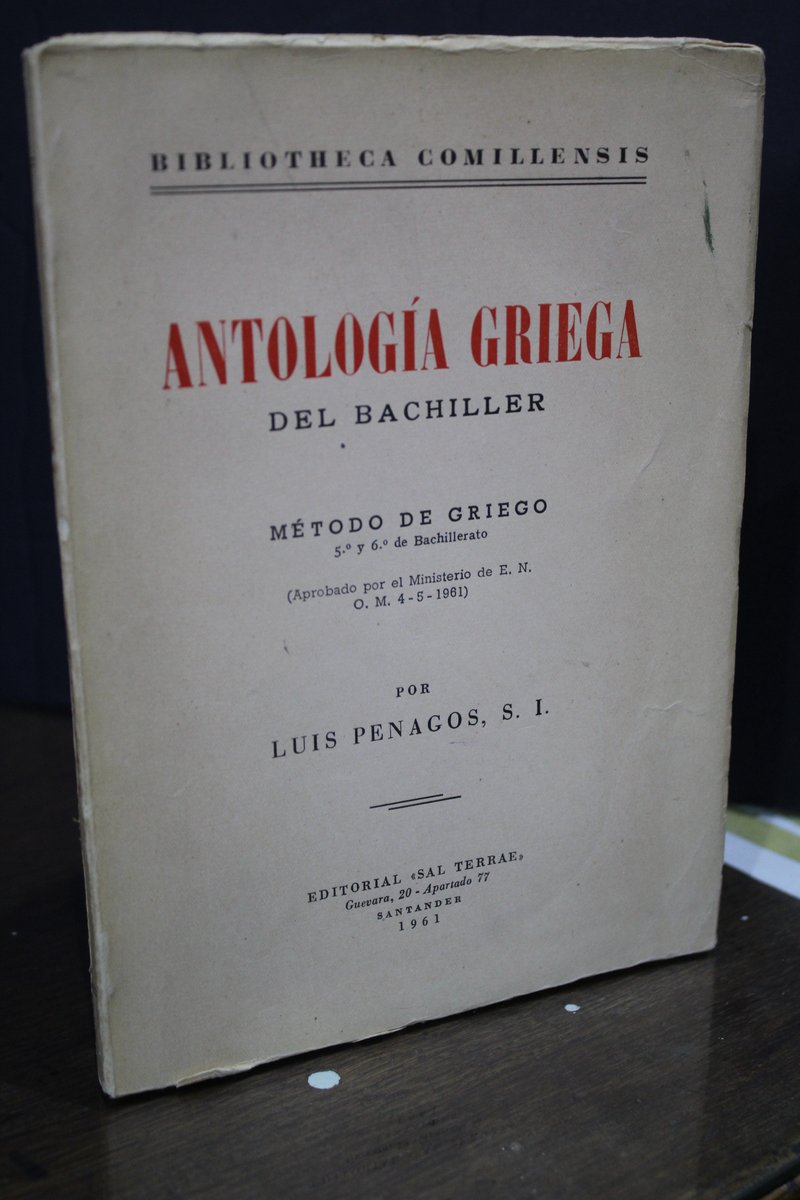 BIBLIOTHECA COMILLENSIS
ANTOLOGÍA GRIEGA
DEL BACHILLER
MÉTODO DE GRIEGO
5.º y 6.º de Bachillerato
(Aprobado por el Ministerio de E. N.
O. M. 4-5-1961)
POR
LUIS PENAGOS, S. I.
EDITORIAL «SAL TERRAE»
Guevara, 20 - Apartado 77
SANTANDER
1961